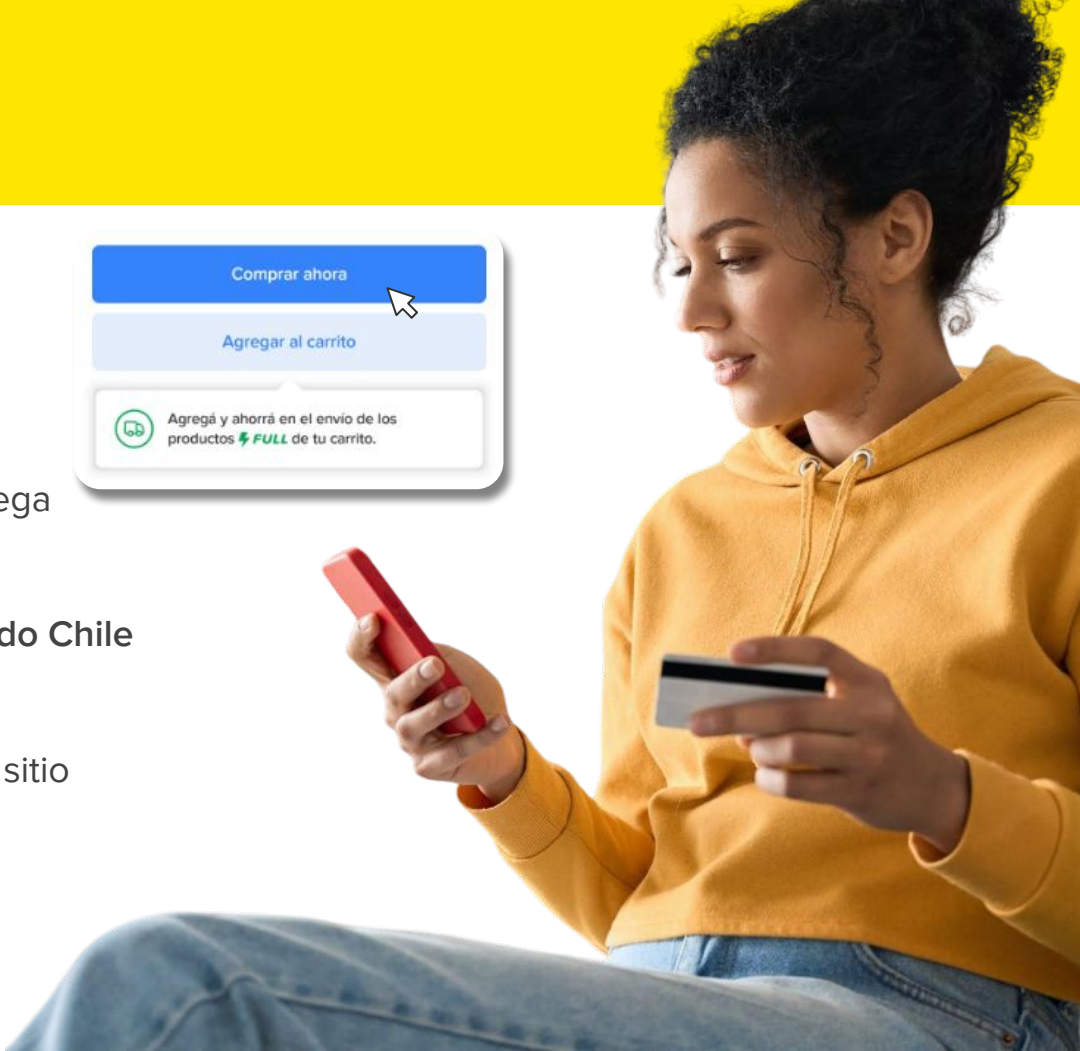 Comprar ahora
Agregar al carrito
Agregá y ahorrá en el envío de los
productos FULL de tu carrito.
ega
do Chile
sitio